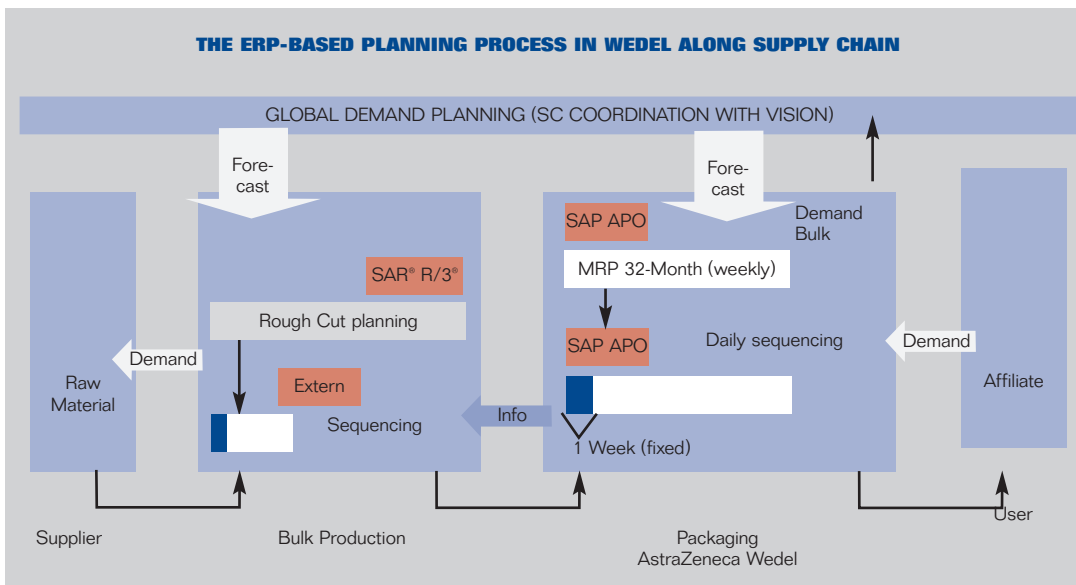 THE ERP-BASED PLANNING PROCESS IN WEDEL ALONG SUPPLY CHAIN
GLOBAL DEMAND PLANNING (SC COORDINATION WITH VISION)
Fore-
cast
Fore-
cast
SAP APO
Demand
Bulk
MRP 32-Month (weekly)
SAR® R/3®
Rough Cut planning
SAP APO
Daily sequencing
Demand
Demand
Raw
Material
Extern
Affiliate
Sequencing
Info
1 Week (fixed)
User
Supplier
Bulk Production
Packaging
AstraZeneca Wedel